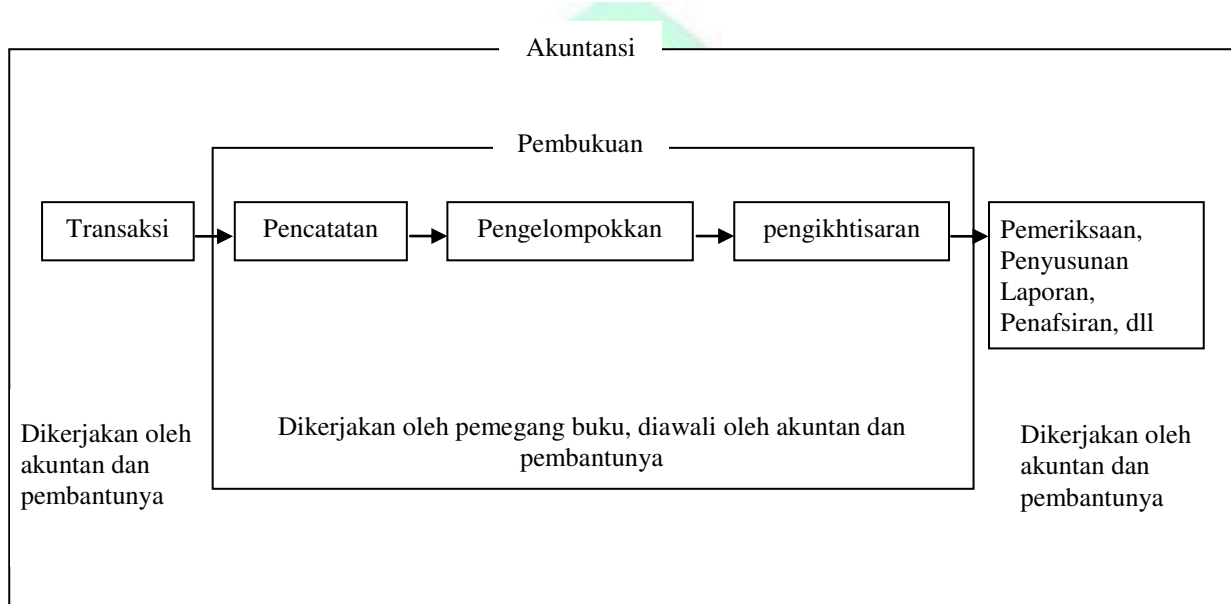 Akuntansi
Pembukuan
Transaksi
Pencatatan
Pengelompokkan
pengikhtisaran
Pemeriksaan,
Penyusunan
Laporan,
Penafsiran, dll
Dikerjakan oleh
akuntan dan
pembantunya
Dikerjakan oleh pemegang buku, diawali oleh akuntan dan
pembantunya
Dikerjakan oleh
akuntan dan
pembantunya